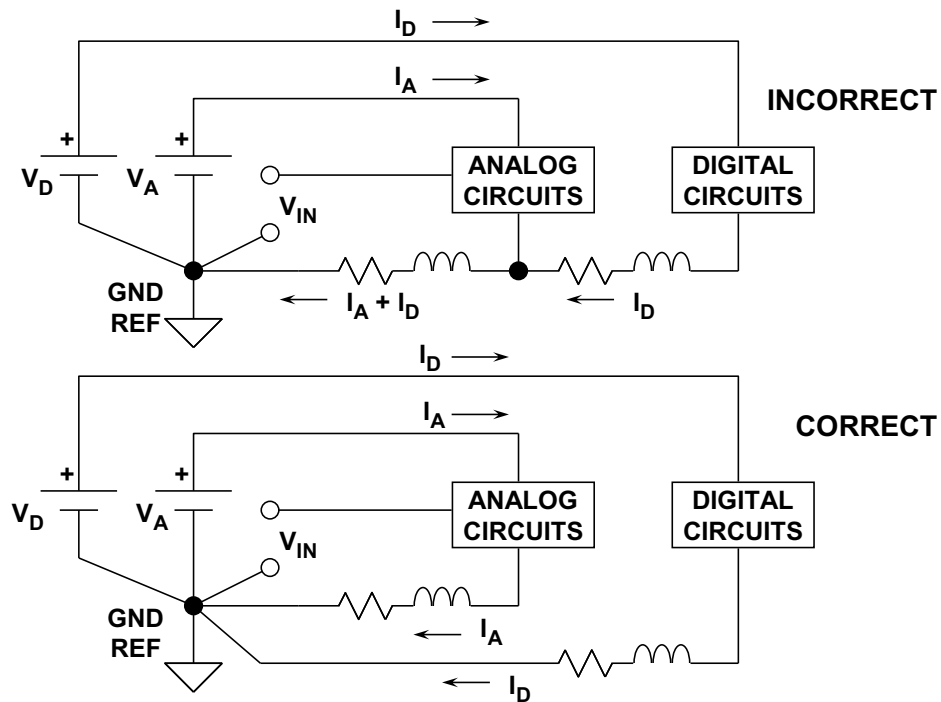 I_D
I_A
INCORRECT
+ +
V_D V_A
V_IN
ANALOG CIRCUITS
DIGITAL CIRCUITS
GND REF
I_A + I_D
I_D
I_D
I_A
CORRECT
+ +
V_D V_A
V_IN
ANALOG CIRCUITS
DIGITAL CIRCUITS
GND REF
I_A
I_D